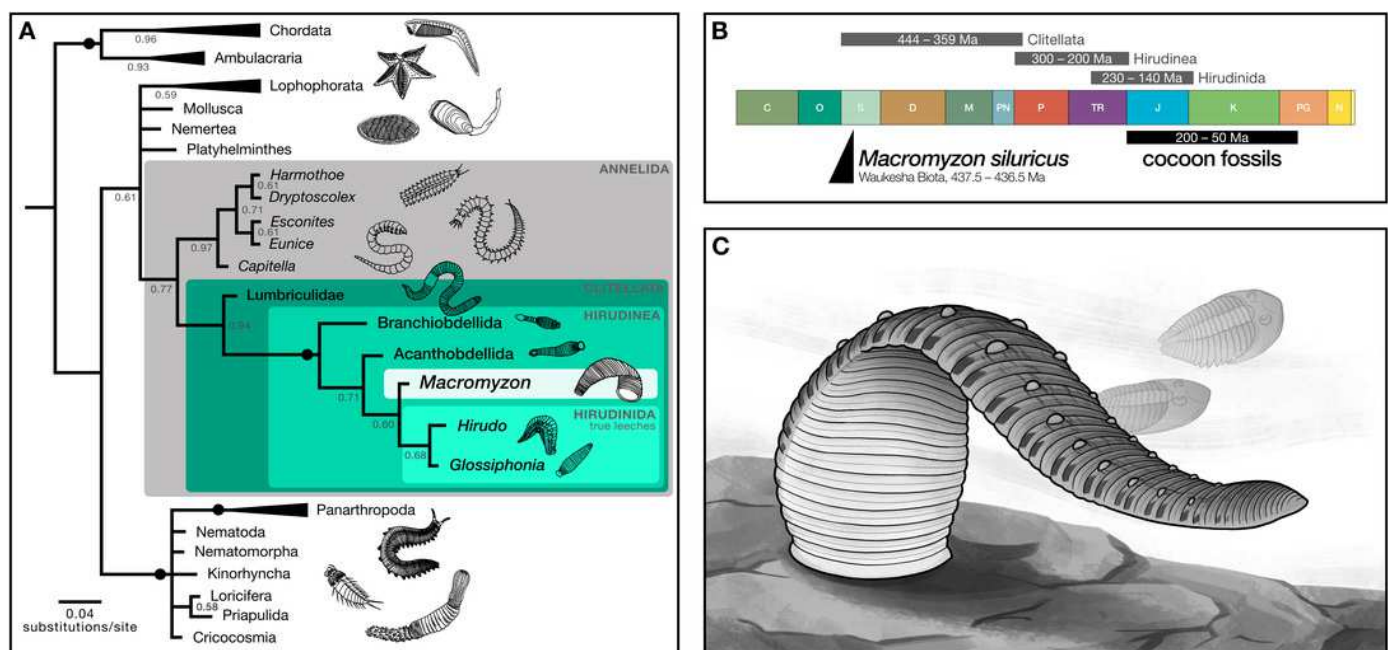 A
Chordata
0.96
Ambulacraria
0.93
Lophophorata
0.59
Mollusca
Nemertea
Platyhelminthes
0.61
ANNELIDA
Harmothoe
0.61
Dryptoscolex
0.71
Esconites
0.61
Eunice
0.97
Capitella
0.77
CLITELLATA
Lumbriculidae
0.94
HIRUDINEA
Branchiobdellida
Acanthobdellida
0.71
Macromyzon
0.60
HIRUDINIDA
true leeches
Hirudo
0.68
Glossiphonia
Panarthropoda
Nematoda
Nematomorpha
Kinorhyncha
Loricifera
0.58
Priapulida
Cricocosmia
0.04
substitutions/site
B
444 – 359 Ma Clitellata
300 – 200 Ma Hirudinea
230 – 140 Ma Hirudinida
C O S D M PN P TR J K PG N
200 – 50 Ma
Macromyzon siluricus
cocoon fossils
Waukesha Biota, 437.5 – 436.5 Ma
C